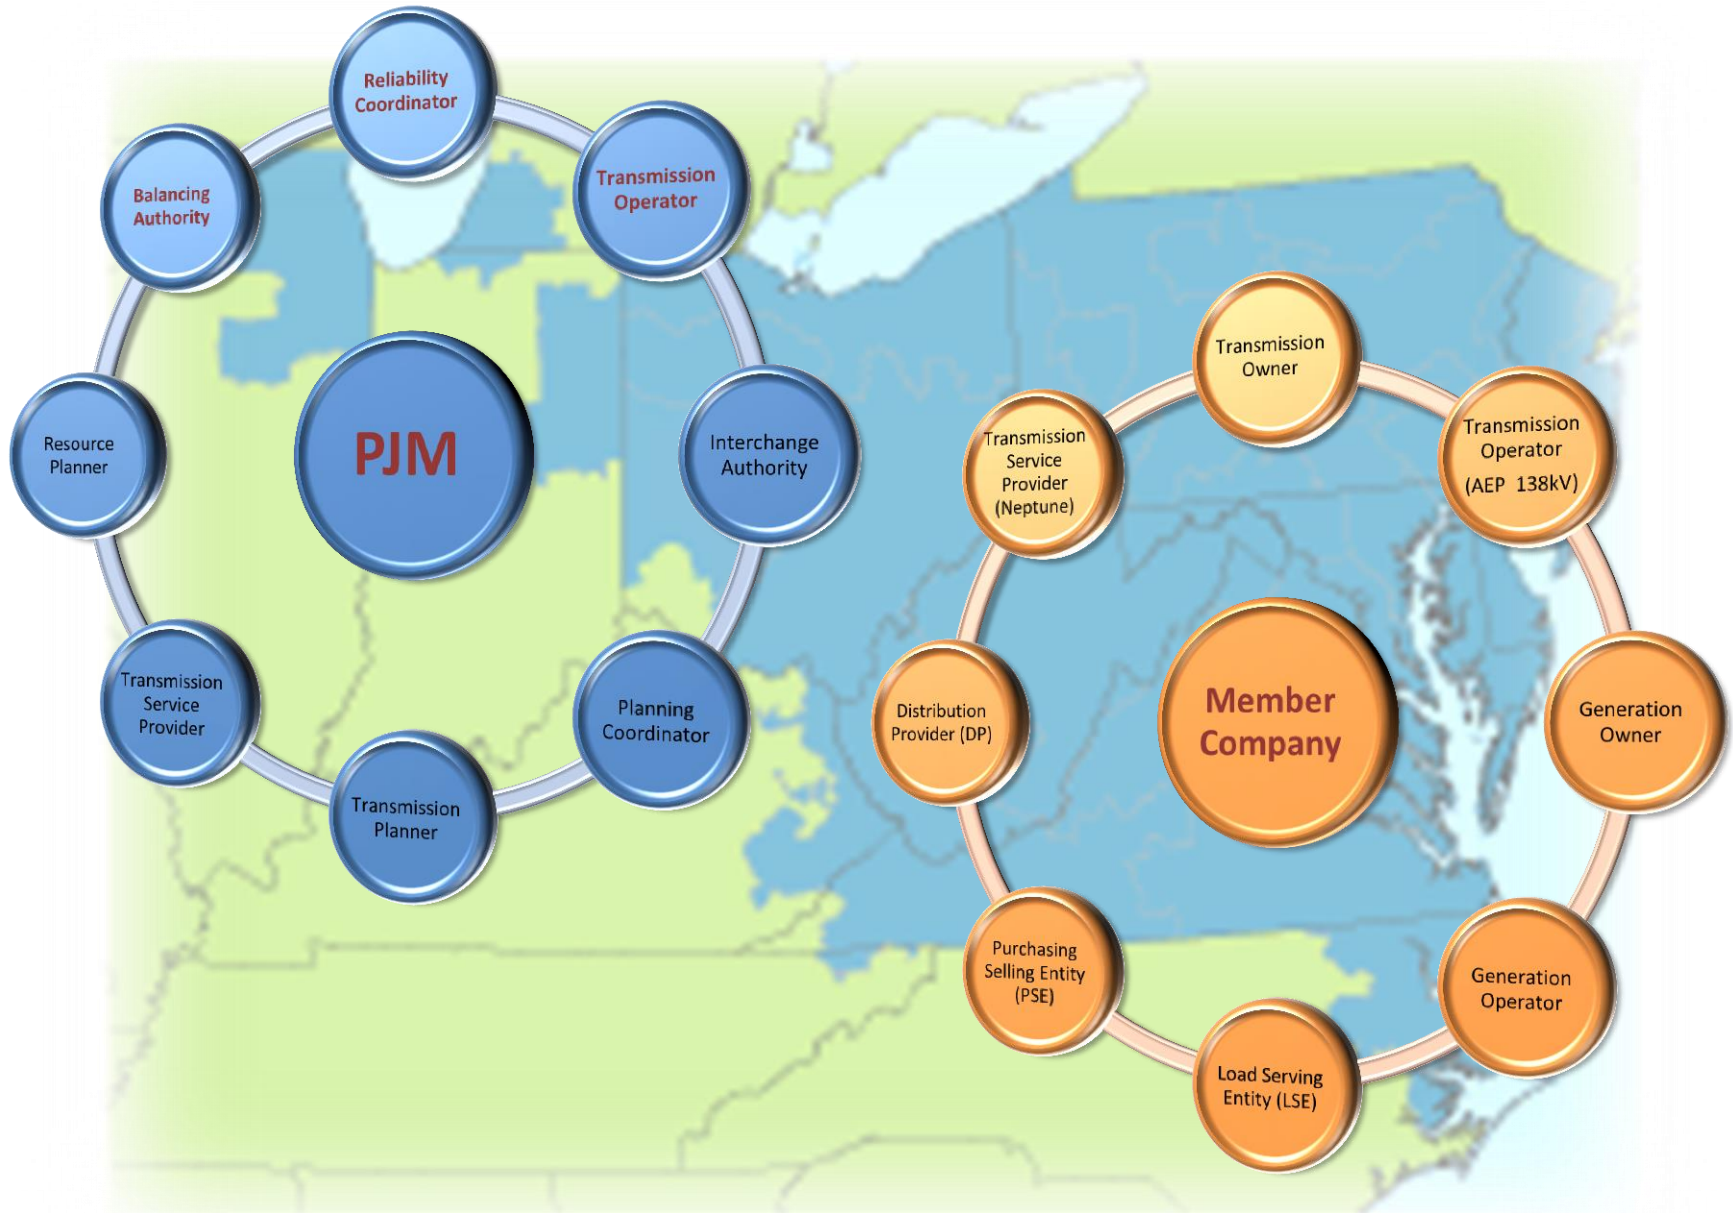 Reliability
Coordinator
Transmission
Operator
Balancing
Authority
PJM
Interchange
Authority
Resource
Planner
Transmission
Service
Provider
Planning
Coordinator
Transmission
Planner
Transmission
Owner
Transmission
Service
Provider
(Neptune)
Transmission
Operator
(AEP 138kV)
Member
Company
Distribution
Provider (DP)
Generation
Owner
Purchasing
Selling Entity
(PSE)
Generation
Operator
Load Serving
Entity (LSE)